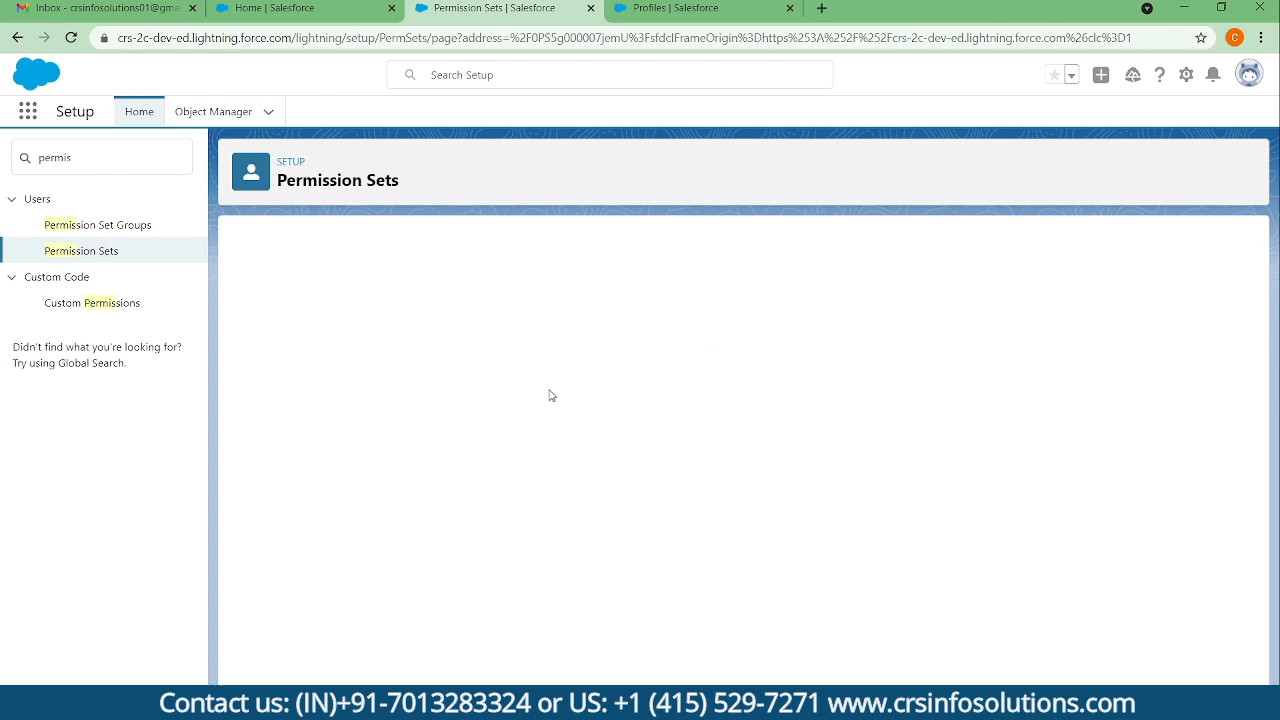 Inbox - crsinfosolutions01@gmai
Home | Salesforce
Permission Sets | Salesforce
Profiles | Salesforce
crs-2c-dev-ed.lightning.force.com/lightning/setup/PermSets/page?address=%2F0PS5g000007jemU%3FsfdcIFrameOrigin%3Dhttps%253A%252F%252Fcrs-2c-dev-ed.lightning.force.com%26clc%3D1
C
Search Setup
Setup
Home
Object Manager
permis
SETUP
Permission Sets
Users
Permission Set Groups
Permission Sets
Custom Code
Custom Permissions
Didn't find what you're looking for?
Try using Global Search.
Contact us: (IN)+91-7013283324 or US: +1 (415) 529-7271 www.crsinfosolutions.com